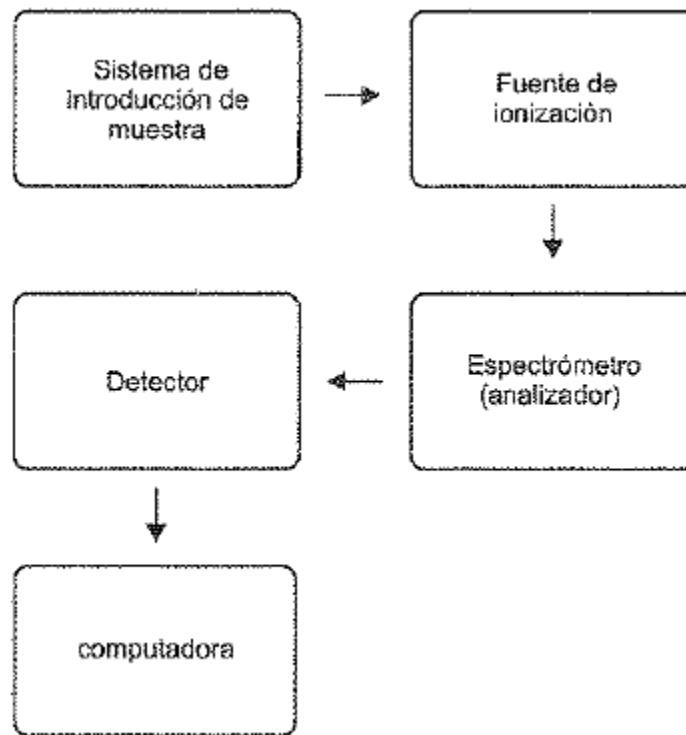 Sistema de
introducción de
muestra
Fuente de
ionización
Espectrómetro
(analizador)
Detector
computadora